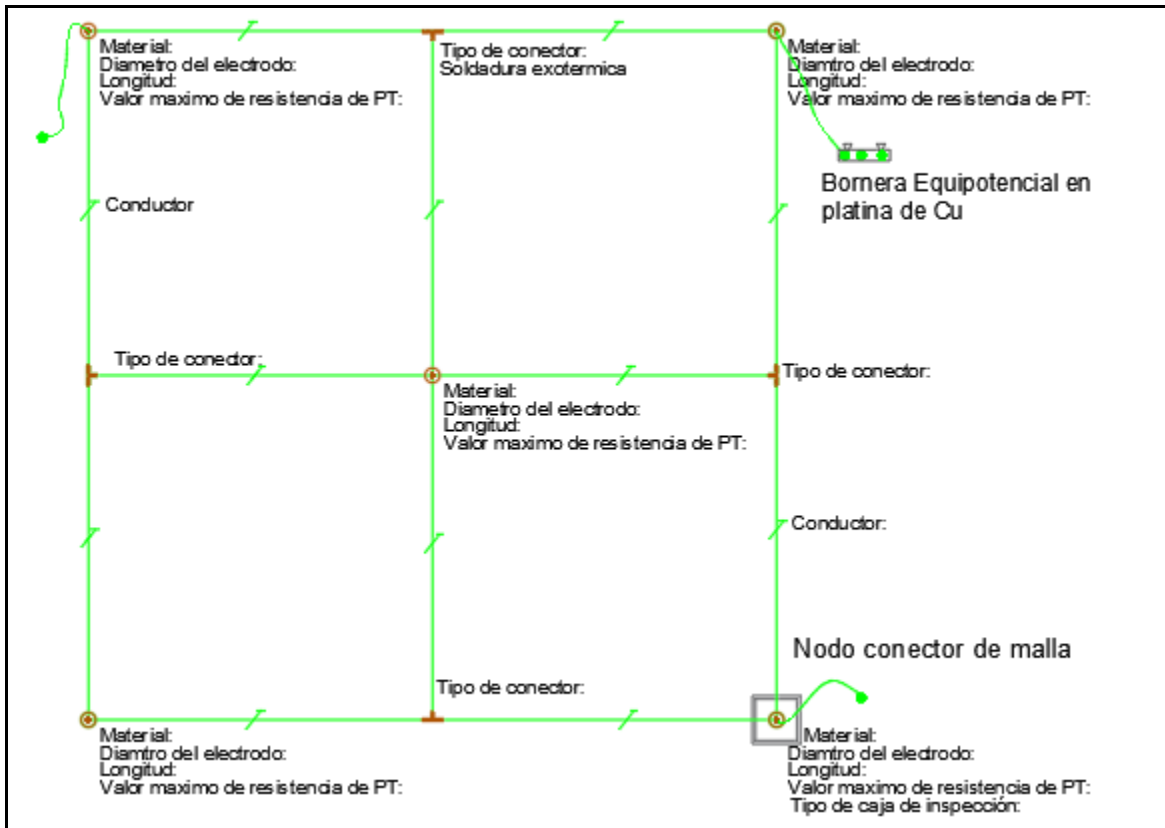 Material:
Diametro del electrodo:
Longitud:
Valor maximo de resistencia de PT:
Tipo de conector:
Soldadura exotermica
Material:
Diamtro del electrodo:
Longitud:
Valor maximo de resistencia de PT:
Bornera Equipotencial en
platina de Cu
Conductor
Tipo de conector:
Tipo de conector:
Material:
Diametro del electrodo:
Longitud:
Valor maximo de resistencia de PT:
Conductor:
Nodo conector de malla
Tipo de conector:
Material:
Diamtro del electrodo:
Longitud:
Valor maximo de resistencia de PT:
Material:
Diamtro del electrodo:
Longitud:
Valor maximo de resistencia de PT:
Tipo de caja de inspección: